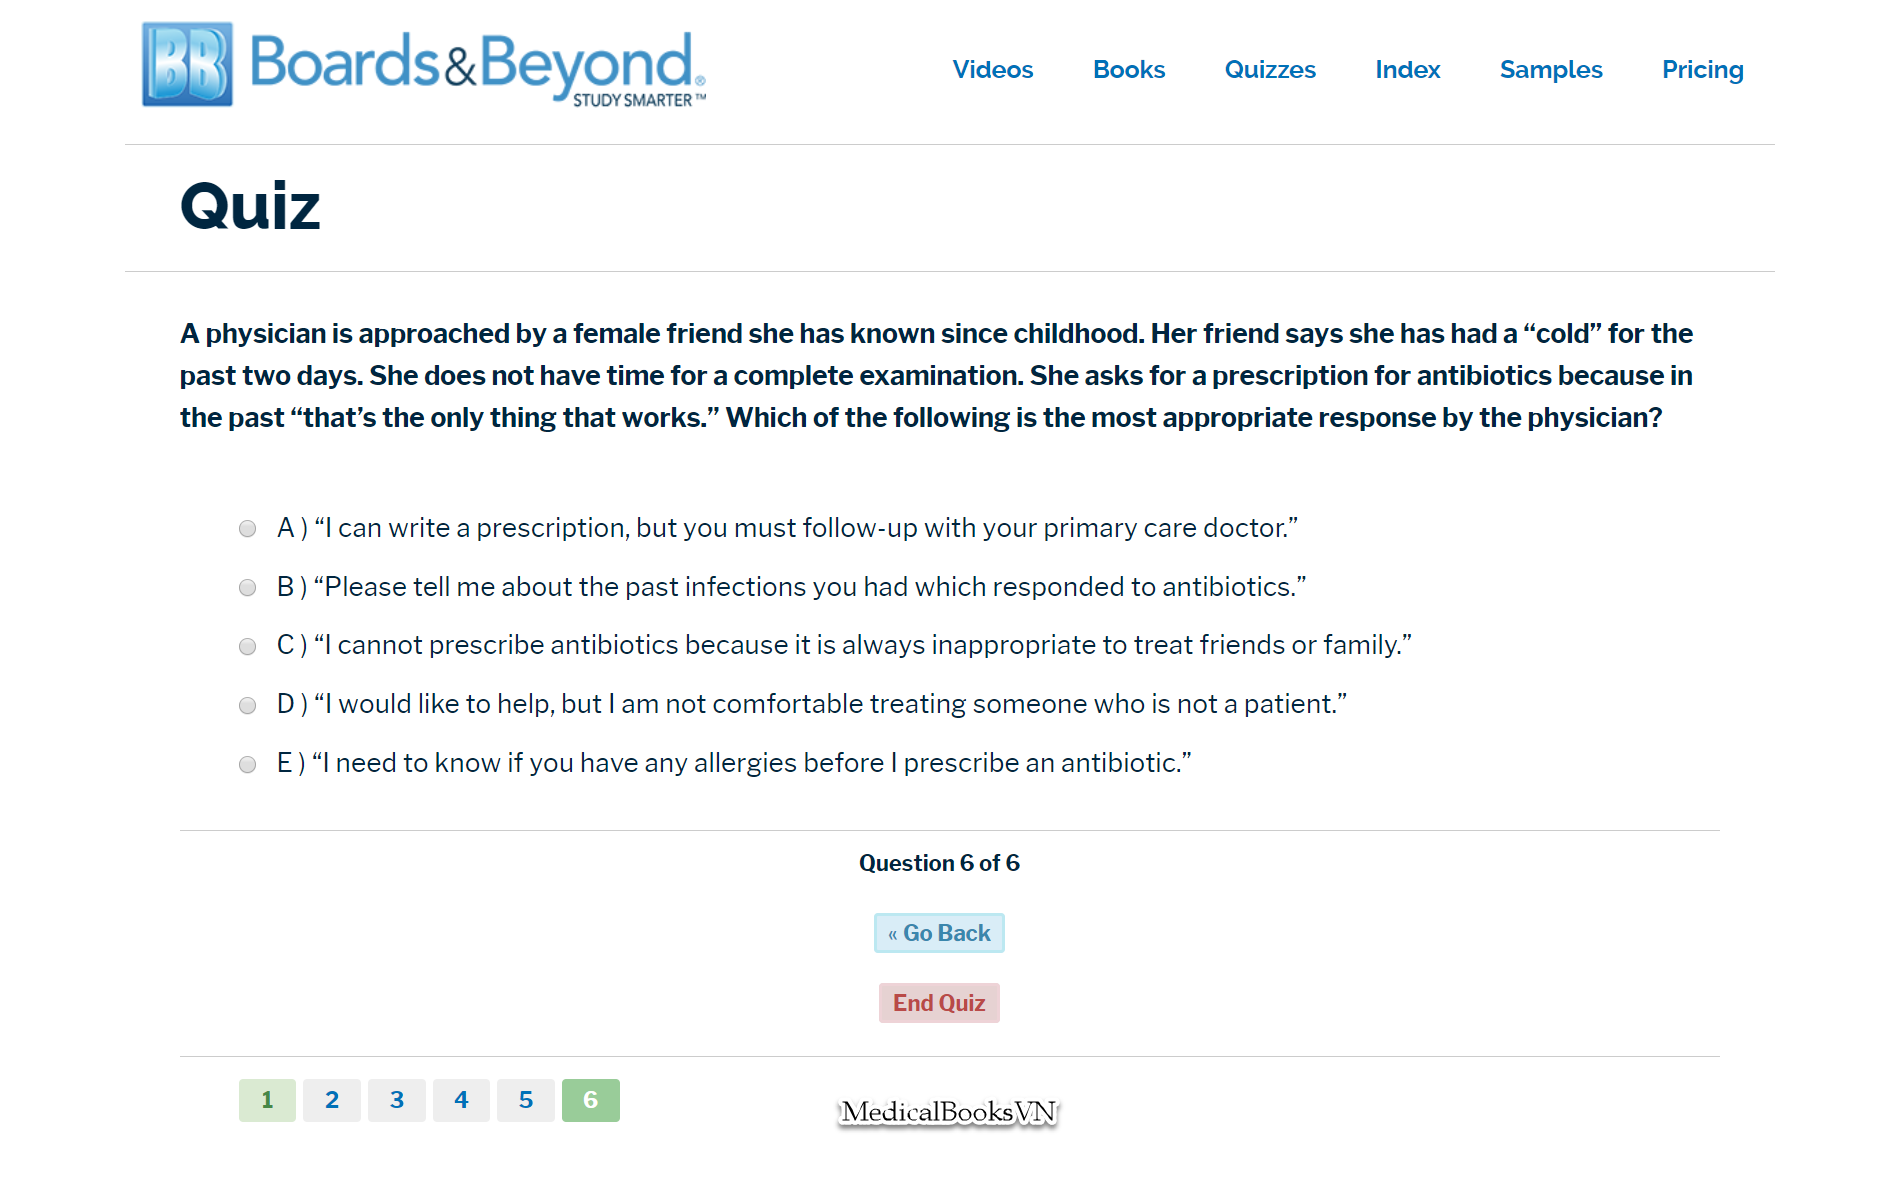 BB Boards&Beyond®
STUDY SMARTER™
Videos Books Quizzes Index Samples Pricing
Quiz
A physician is approached by a female friend she has known since childhood. Her friend says she has had a “cold” for the
past two days. She does not have time for a complete examination. She asks for a prescription for antibiotics because in
the past “that’s the only thing that works.” Which of the following is the most appropriate response by the physician?
A ) “I can write a prescription, but you must follow-up with your primary care doctor.”
B ) “Please tell me about the past infections you had which responded to antibiotics.”
C ) “I cannot prescribe antibiotics because it is always inappropriate to treat friends or family.”
D ) “I would like to help, but I am not comfortable treating someone who is not a patient.”
E ) “I need to know if you have any allergies before I prescribe an antibiotic.”
Question 6 of 6
« Go Back
End Quiz
1 2 3 4 5 6
MedicalBooksVN